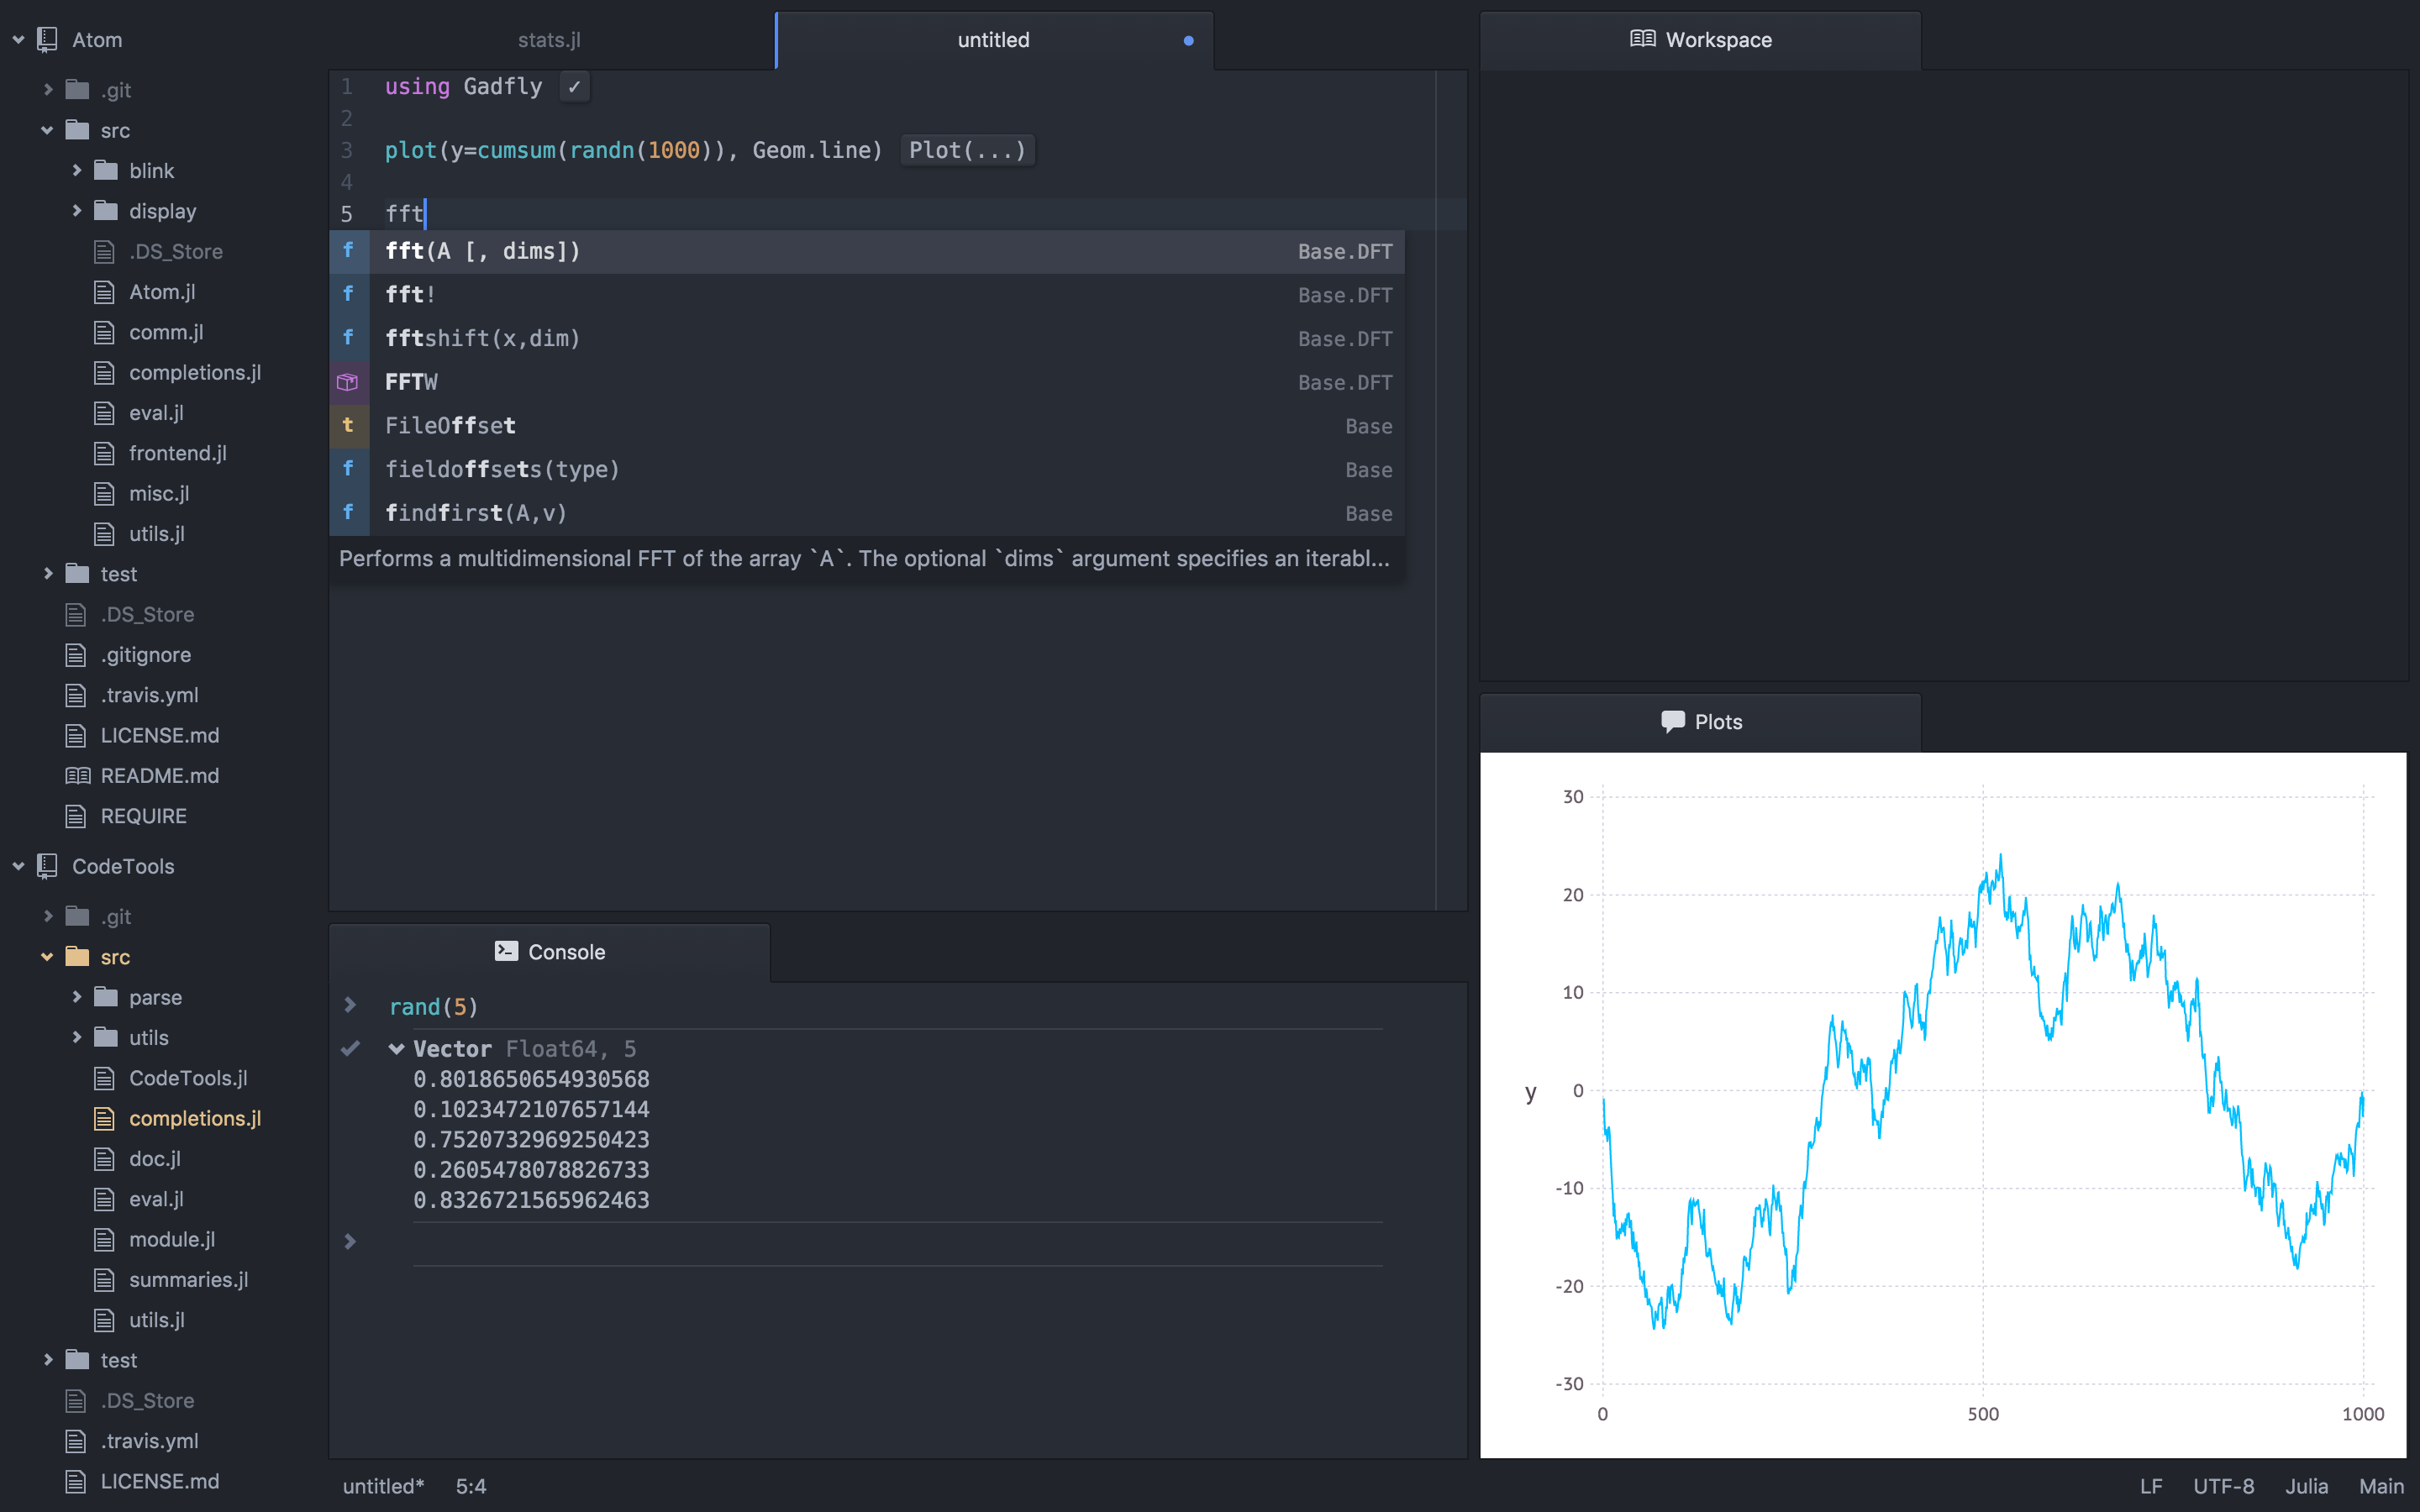 Atom
.git
src
blink
display
.DS_Store
Atom.jl
comm.jl
completions.jl
eval.jl
frontend.jl
misc.jl
utils.jl
test
.DS_Store
.gitignore
.travis.yml
LICENSE.md
README.md
REQUIRE
CodeTools
.git
src
parse
utils
CodeTools.jl
completions.jl
doc.jl
eval.jl
module.jl
summaries.jl
utils.jl
test
.DS_Store
.travis.yml
LICENSE.md
stats.jl
untitled
1 using Gadfly ✓
2
3 plot(y=cumsum(randn(1000)), Geom.line) Plot(...)
4
5 fft
f fft(A [, dims]) Base.DFT
f fft! Base.DFT
f fftshift(x,dim) Base.DFT
FFTW Base.DFT
t FileOffset Base
f fieldoffsets(type) Base
f findfirst(A,v) Base
Performs a multidimensional FFT of the array `A`. The optional `dims` argument specifies an iterabl...
Console
rand(5)
Vector Float64, 5
0.8018650654930568
0.1023472107657144
0.7520732969250423
0.2605478078826733
0.8326721565962463
Workspace
Plots
30
20
10
0
-10
-20
-30
y
0 500 1000
untitled* 5:4
LF UTF-8 Julia Main